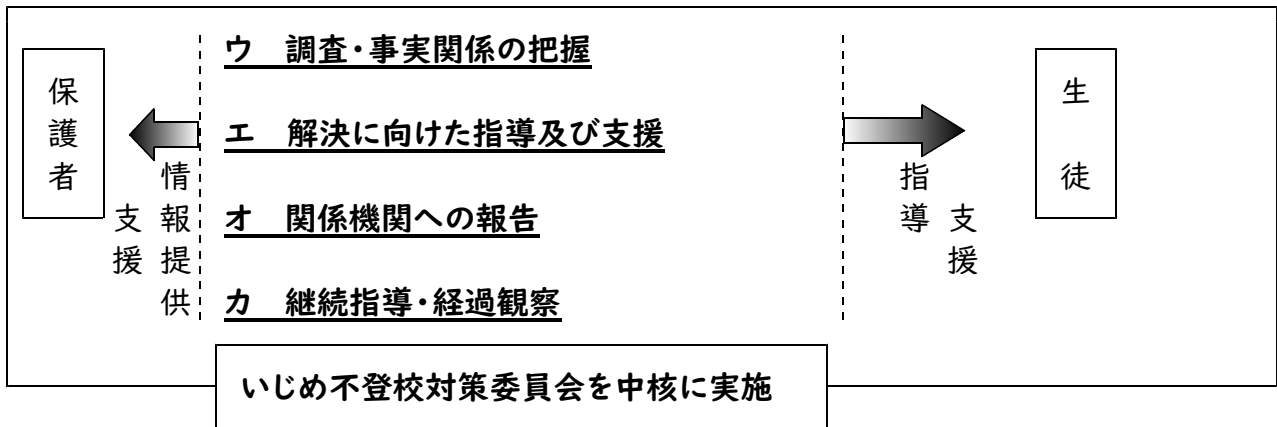 保護者
情報提供
支援
ウ 調査・事実関係の把握
エ 解決に向けた指導及び支援
オ 関係機関への報告
カ 継続指導・経過観察
指導
支援
生徒
いじめ不登校対策委員会を中核に実施